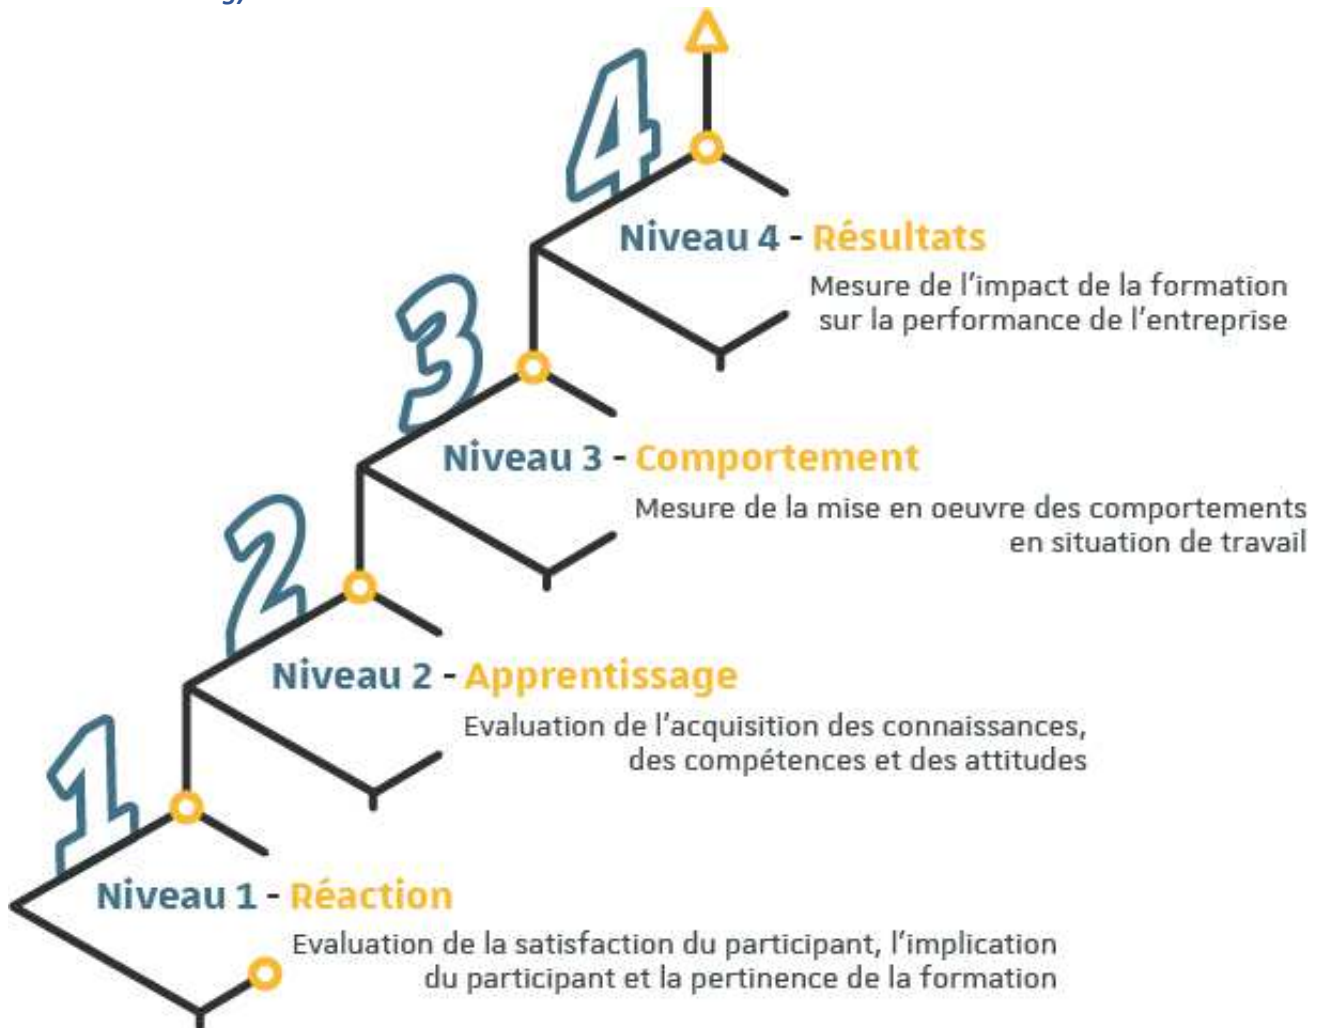 4
Niveau 4 - Résultats
Mesure de l'impact de la formation
sur la performance de l'entreprise
3
Niveau 3 - Comportement
Mesure de la mise en oeuvre des comportements
en situation de travail
2
Niveau 2 - Apprentissage
Evaluation de l'acquisition des connaissances,
des compétences et des attitudes
1
Niveau 1 - Réaction
Evaluation de la satisfaction du participant, l'implication
du participant et la pertinence de la formation